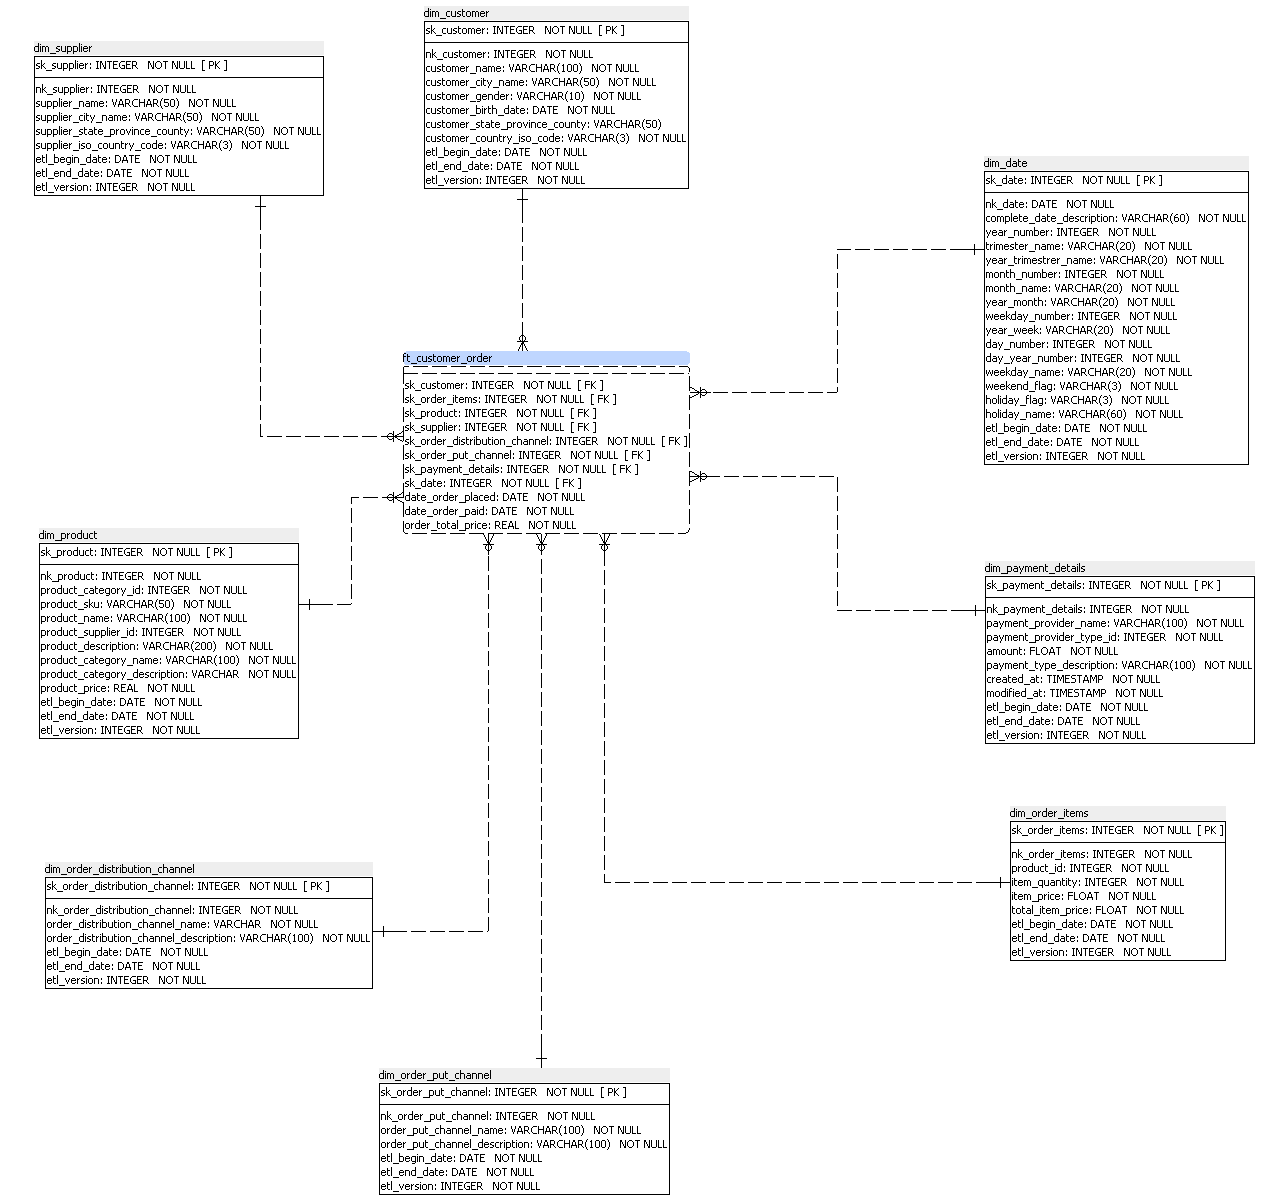 dim_customer
sk_customer: INTEGER NOT NULL [ PK ]
nk_customer: INTEGER NOT NULL
customer_name: VARCHAR(100) NOT NULL
customer_city_name: VARCHAR(50) NOT NULL
customer_gender: VARCHAR(10) NOT NULL
customer_birth_date: DATE NOT NULL
customer_state_province_county: VARCHAR(50)
customer_country_iso_code: VARCHAR(3) NOT NULL
etl_begin_date: DATE NOT NULL
etl_end_date: DATE NOT NULL
etl_version: INTEGER NOT NULL
dim_supplier
sk_supplier: INTEGER NOT NULL [ PK ]
nk_supplier: INTEGER NOT NULL
supplier_name: VARCHAR(50) NOT NULL
supplier_city_name: VARCHAR(50) NOT NULL
supplier_state_province_county: VARCHAR(50) NOT NULL
supplier_iso_country_code: VARCHAR(3) NOT NULL
etl_begin_date: DATE NOT NULL
etl_end_date: DATE NOT NULL
etl_version: INTEGER NOT NULL
dim_date
sk_date: INTEGER NOT NULL [ PK ]
nk_date: DATE NOT NULL
complete_date_description: VARCHAR(60) NOT NULL
year_number: INTEGER NOT NULL
trimester_name: VARCHAR(20) NOT NULL
year_trimestrer_name: VARCHAR(20) NOT NULL
month_number: INTEGER NOT NULL
month_name: VARCHAR(20) NOT NULL
year_month: VARCHAR(20) NOT NULL
weekday_number: INTEGER NOT NULL
year_week: VARCHAR(20) NOT NULL
day_number: INTEGER NOT NULL
day_year_number: INTEGER NOT NULL
weekday_name: VARCHAR(20) NOT NULL
weekend_flag: VARCHAR(3) NOT NULL
holiday_flag: VARCHAR(3) NOT NULL
holiday_name: VARCHAR(60) NOT NULL
etl_begin_date: DATE NOT NULL
etl_end_date: DATE NOT NULL
etl_version: INTEGER NOT NULL
ft_customer_order
sk_customer: INTEGER NOT NULL [ FK ]
sk_order_items: INTEGER NOT NULL [ FK ]
sk_product: INTEGER NOT NULL [ FK ]
sk_supplier: INTEGER NOT NULL [ FK ]
sk_order_distribution_channel: INTEGER NOT NULL [ FK ]
sk_order_put_channel: INTEGER NOT NULL [ FK ]
sk_payment_details: INTEGER NOT NULL [ FK ]
sk_date: INTEGER NOT NULL [ FK ]
date_order_placed: DATE NOT NULL
date_order_paid: DATE NOT NULL
order_total_price: REAL NOT NULL
dim_product
sk_product: INTEGER NOT NULL [ PK ]
nk_product: INTEGER NOT NULL
product_category_id: INTEGER NOT NULL
product_sku: VARCHAR(50) NOT NULL
product_name: VARCHAR(100) NOT NULL
product_supplier_id: INTEGER NOT NULL
product_description: VARCHAR(200) NOT NULL
product_category_name: VARCHAR(100) NOT NULL
product_category_description: VARCHAR NOT NULL
product_price: REAL NOT NULL
etl_begin_date: DATE NOT NULL
etl_end_date: DATE NOT NULL
etl_version: INTEGER NOT NULL
dim_payment_details
sk_payment_details: INTEGER NOT NULL [ PK ]
nk_payment_details: INTEGER NOT NULL
payment_provider_name: VARCHAR(100) NOT NULL
payment_provider_type_id: INTEGER NOT NULL
amount: FLOAT NOT NULL
payment_type_description: VARCHAR(100) NOT NULL
created_at: TIMESTAMP NOT NULL
modified_at: TIMESTAMP NOT NULL
etl_begin_date: DATE NOT NULL
etl_end_date: DATE NOT NULL
etl_version: INTEGER NOT NULL
dim_order_items
sk_order_items: INTEGER NOT NULL [ PK ]
nk_order_items: INTEGER NOT NULL
product_id: INTEGER NOT NULL
item_quantity: INTEGER NOT NULL
item_price: FLOAT NOT NULL
total_item_price: FLOAT NOT NULL
etl_begin_date: DATE NOT NULL
etl_end_date: DATE NOT NULL
etl_version: INTEGER NOT NULL
dim_order_distribution_channel
sk_order_distribution_channel: INTEGER NOT NULL [ PK ]
nk_order_distribution_channel: INTEGER NOT NULL
order_distribution_channel_name: VARCHAR NOT NULL
order_distribution_channel_description: VARCHAR(100) NOT NULL
etl_begin_date: DATE NOT NULL
etl_end_date: DATE NOT NULL
etl_version: INTEGER NOT NULL
dim_order_put_channel
sk_order_put_channel: INTEGER NOT NULL [ PK ]
nk_order_put_channel: INTEGER NOT NULL
order_put_channel_name: VARCHAR(100) NOT NULL
order_put_channel_description: VARCHAR(100) NOT NULL
etl_begin_date: DATE NOT NULL
etl_end_date: DATE NOT NULL
etl_version: INTEGER NOT NULL